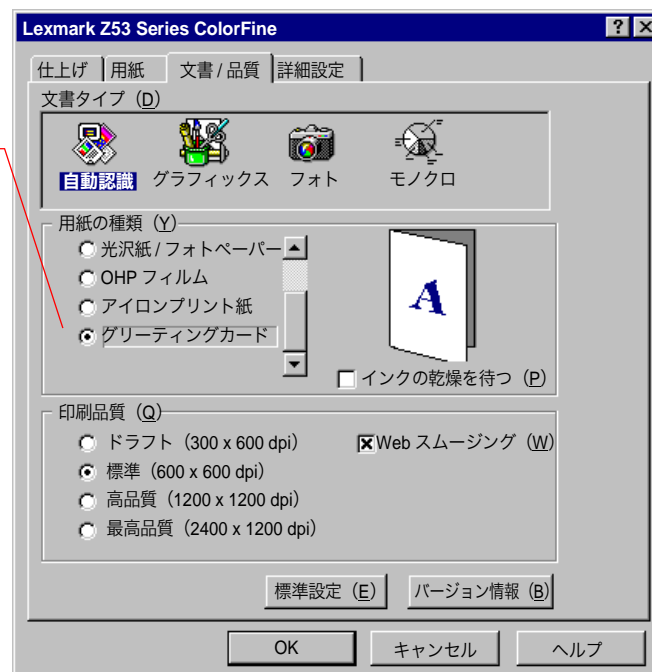 Lexmark Z53 Series ColorFine
仕上げ 用紙 文書 / 品質 詳細設定
文書タイプ（D）
自動認識 グラフィックス フォト モノクロ
用紙の種類（Y）
光沢紙 / フォトペーパー
OHP フィルム
アイロンプリント紙
グリーティングカード
A
インクの乾燥を待つ（P）
印刷品質（Q）
ドラフト（300 x 600 dpi） Web スムージング（W）
標準（600 x 600 dpi）
高品質（1200 x 1200 dpi）
最高品質（2400 x 1200 dpi）
標準設定（E） バージョン情報（B）
OK キャンセル ヘルプ